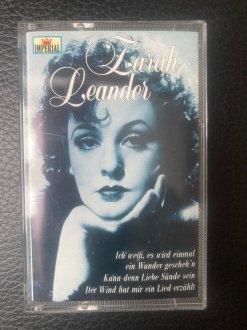 IMPERIAL
Zarah
Leander
Ich weiß, es wird einmal
ein Wunder gescheh'n
Kann denn Liebe Sünde sein
Der Wind hat mir ein Lied erzählt